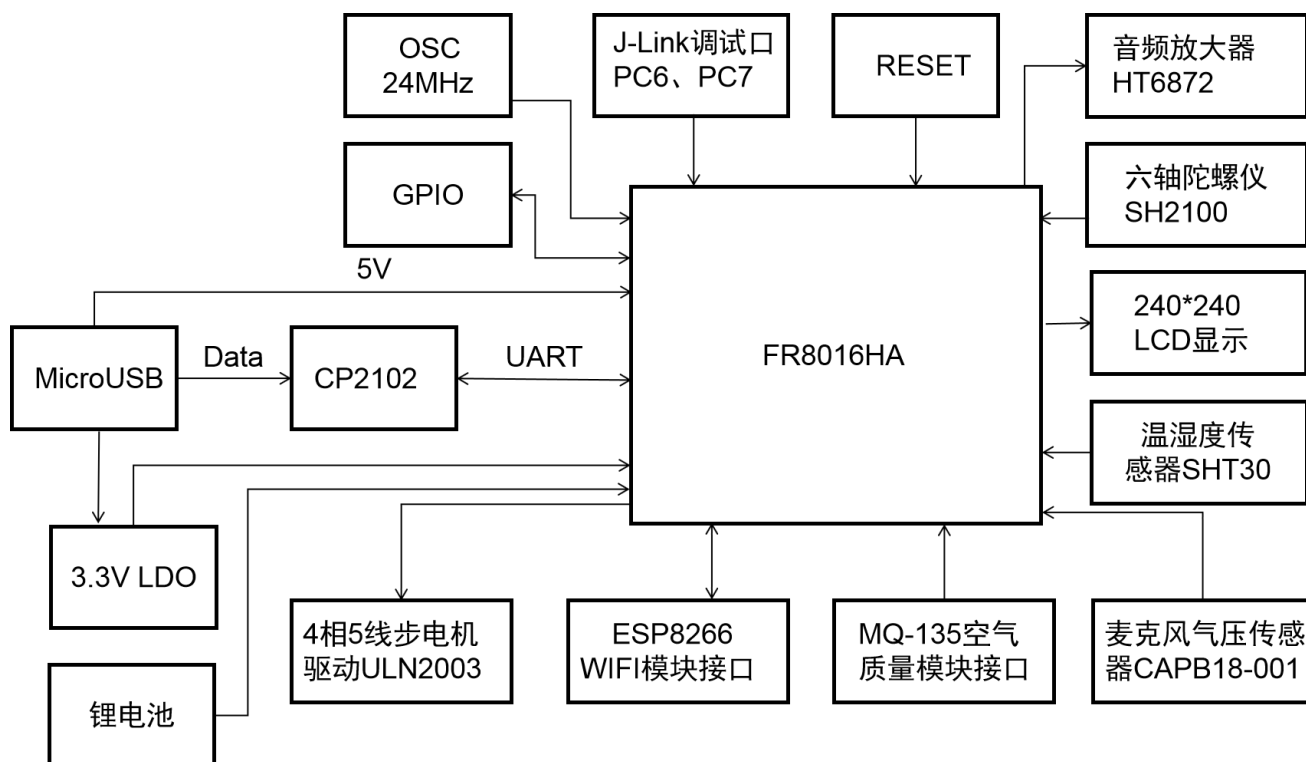 OSC
24MHz
J-Link调试口
PC6、PC7
RESET
音频放大器
HT6872
GPIO
六轴陀螺仪
SH2100
5V
240*240
LCD显示
MicroUSB
Data
CP2102
UART
FR8016HA
温湿度传
感器SHT30
3.3V LDO
4相5线步电机
驱动ULN2003
ESP8266
WIFI模块接口
MQ-135空气
质量模块接口
麦克风气压传感
器CAPB18-001
锂电池